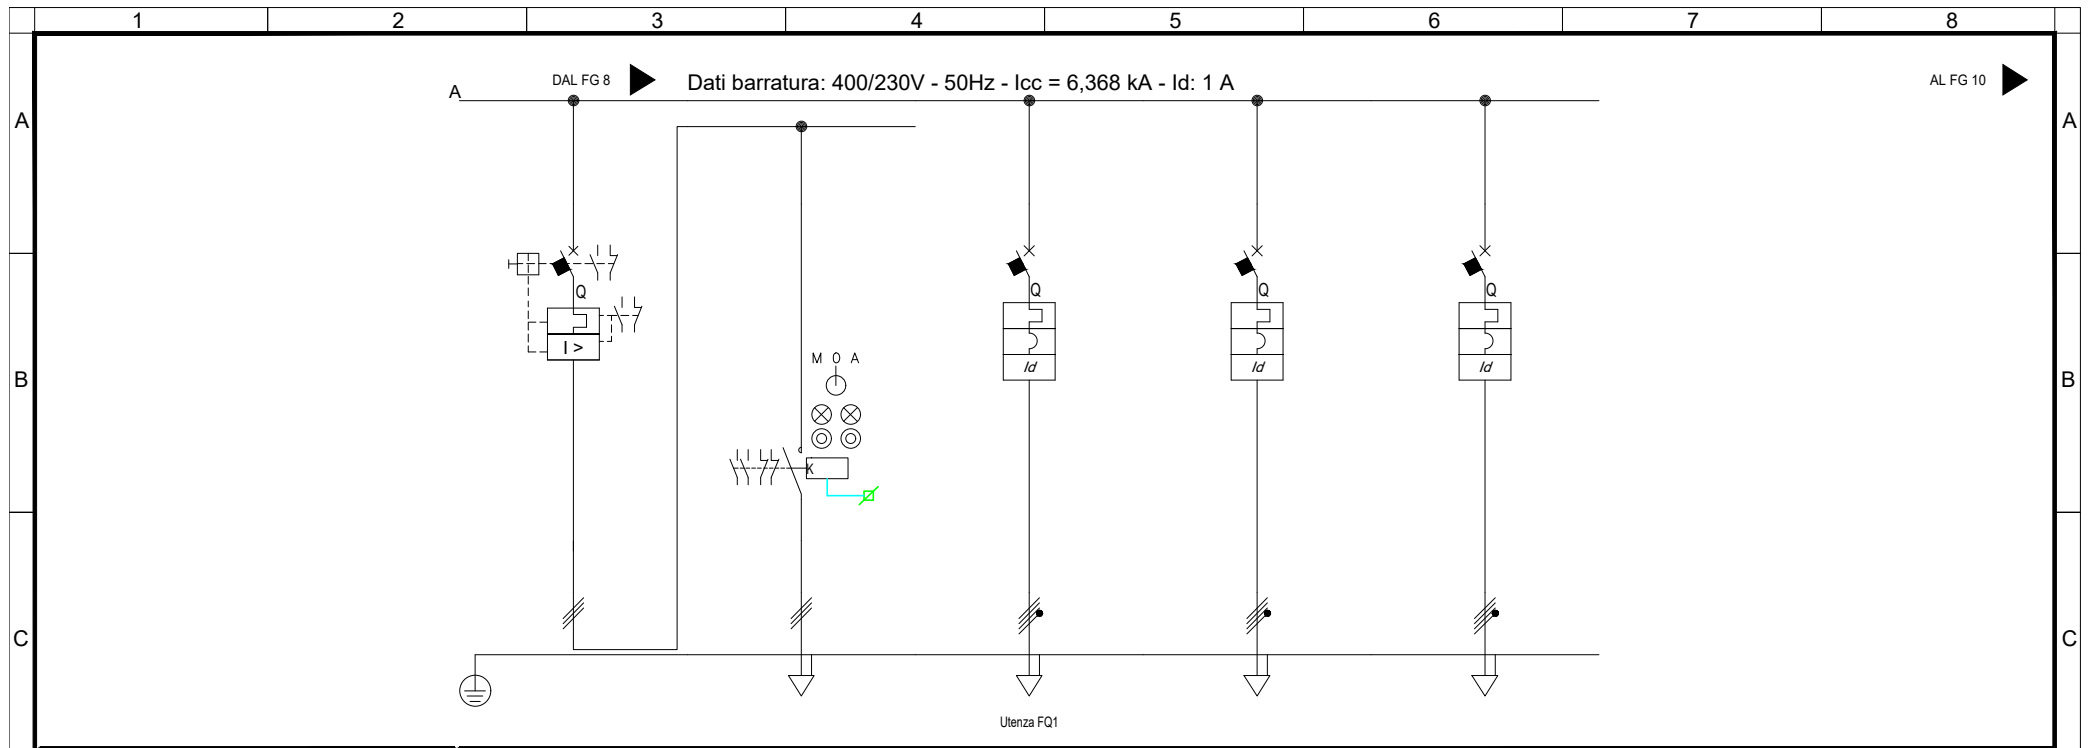 1 2 3 4 5 6 7 8
DAL FG 8 Dati barratura: 400/230V - 50Hz - Icc = 6,368 kA - Id: 1 A AL FG 10
A
A A
Q Q Q Q
I >
M O A
Id Id Id
B B
K
C C
Utenza FQ1